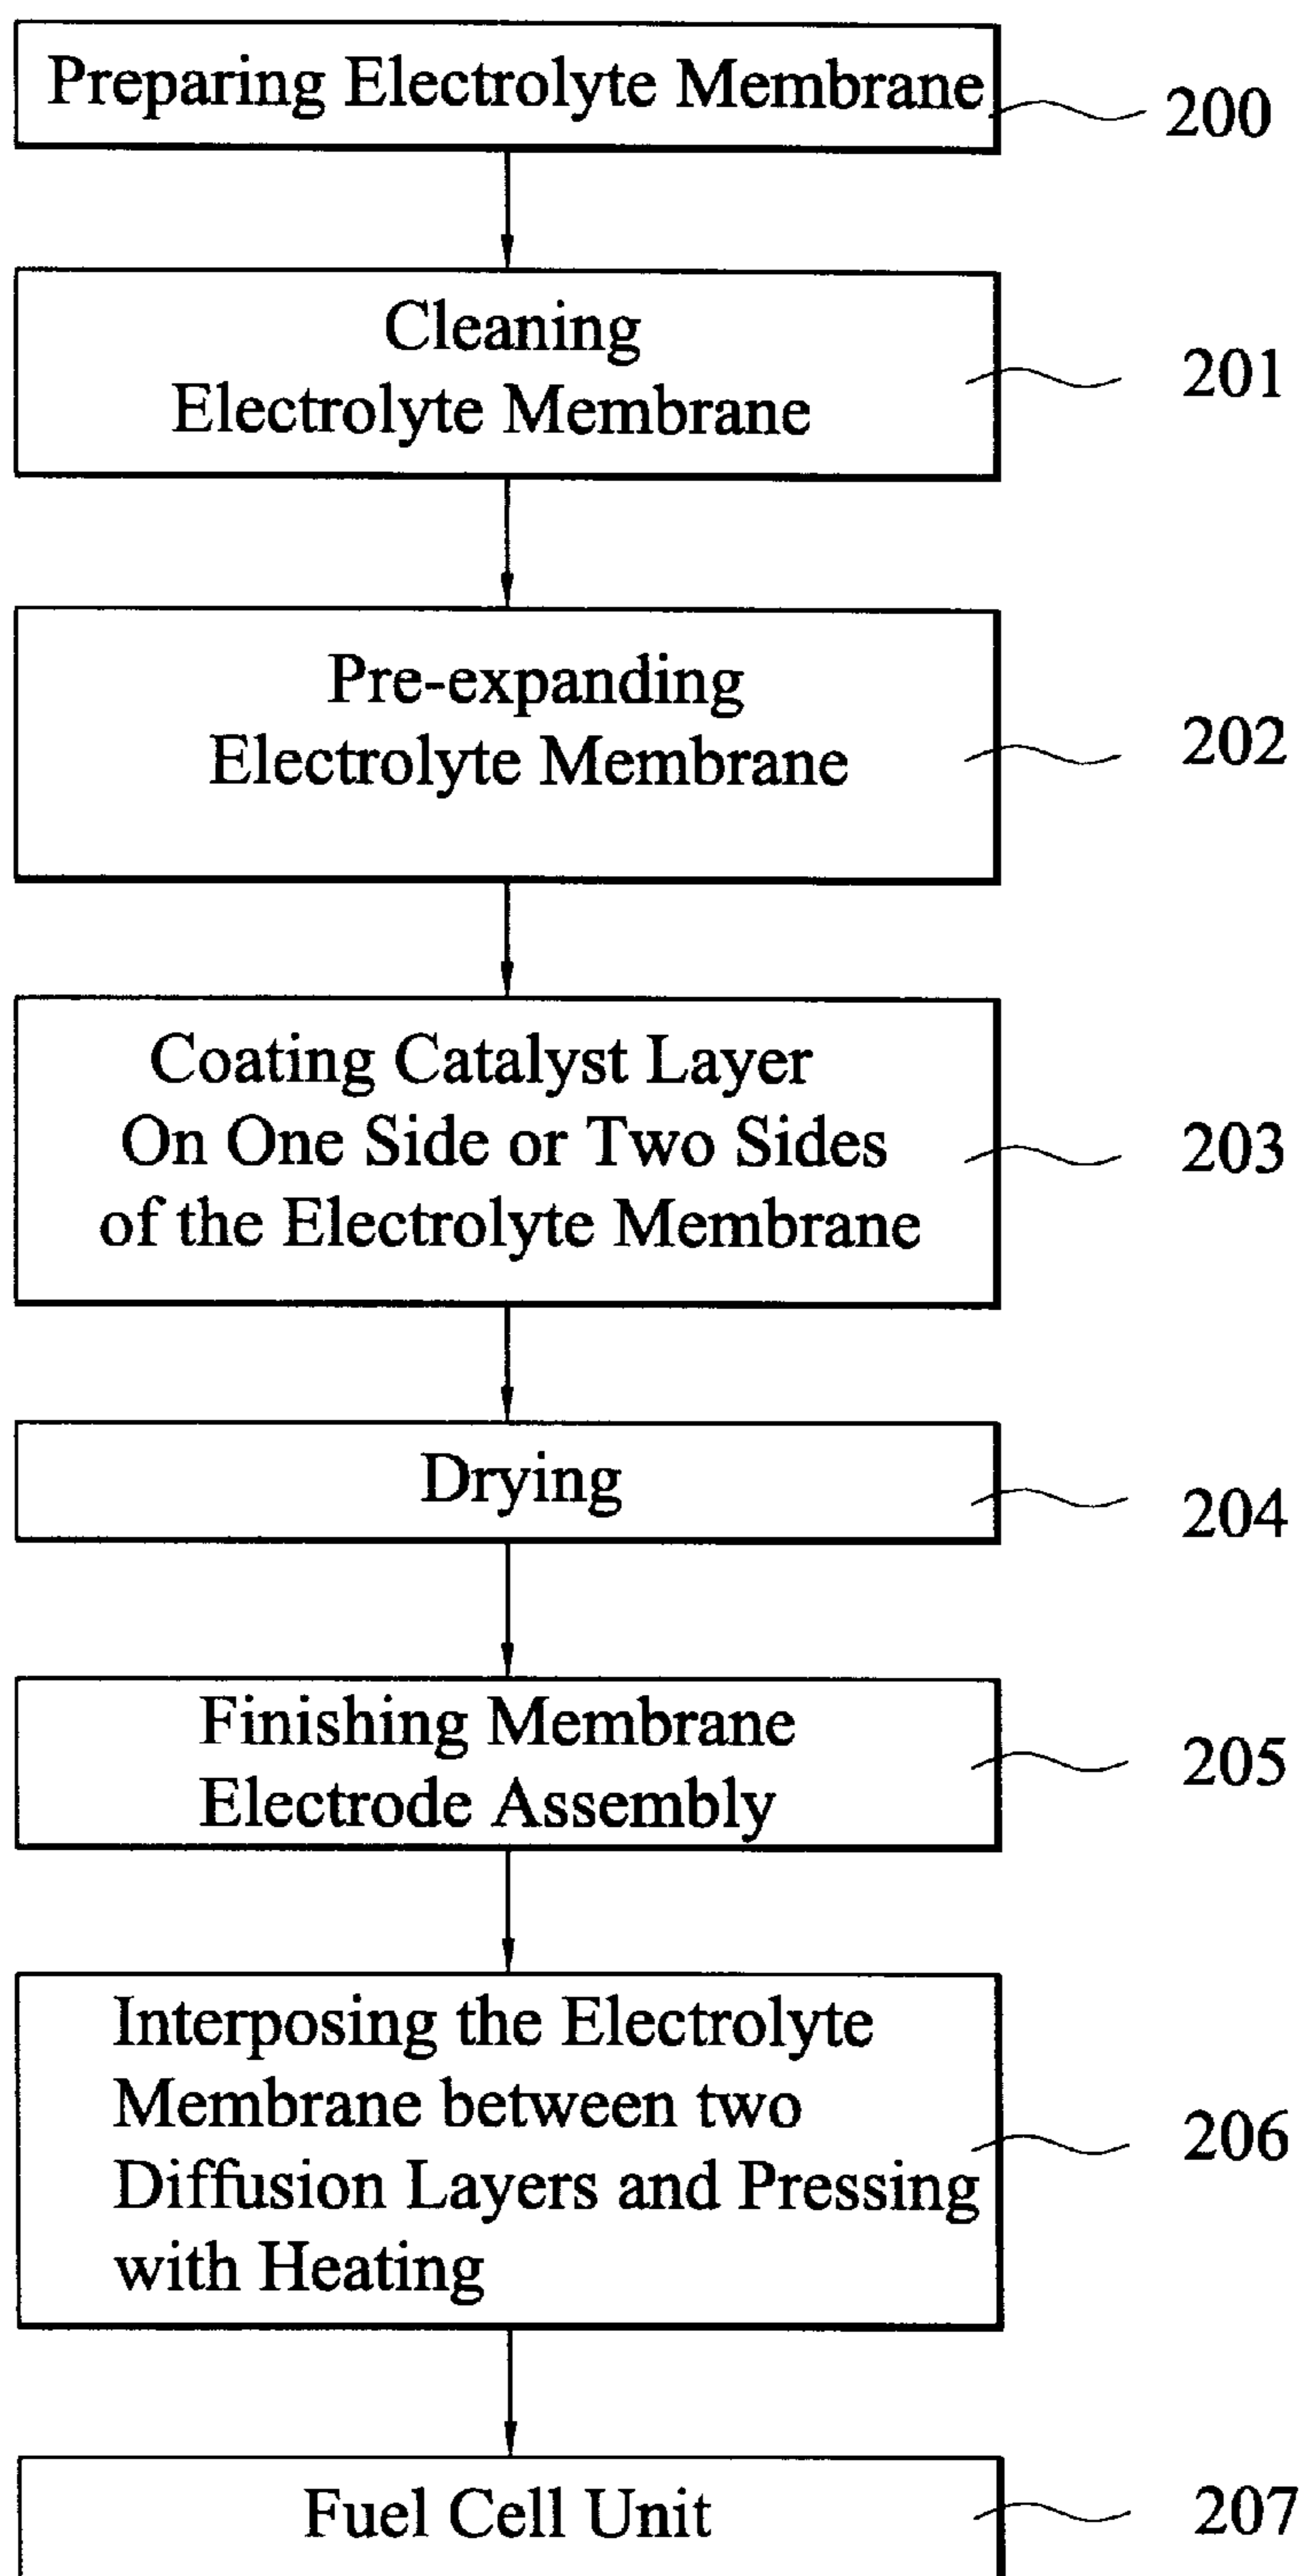 Preparing Electrolyte Membrane
200
Cleaning
Electrolyte Membrane
201
Pre-expanding
Electrolyte Membrane
202
Coating Catalyst Layer
On One Side or Two Sides
of the Electrolyte Membrane
203
Drying
204
Finishing Membrane
Electrode Assembly
205
Interposing the Electrolyte
Membrane between two
Diffusion Layers and Pressing
with Heating
206
Fuel Cell Unit
207